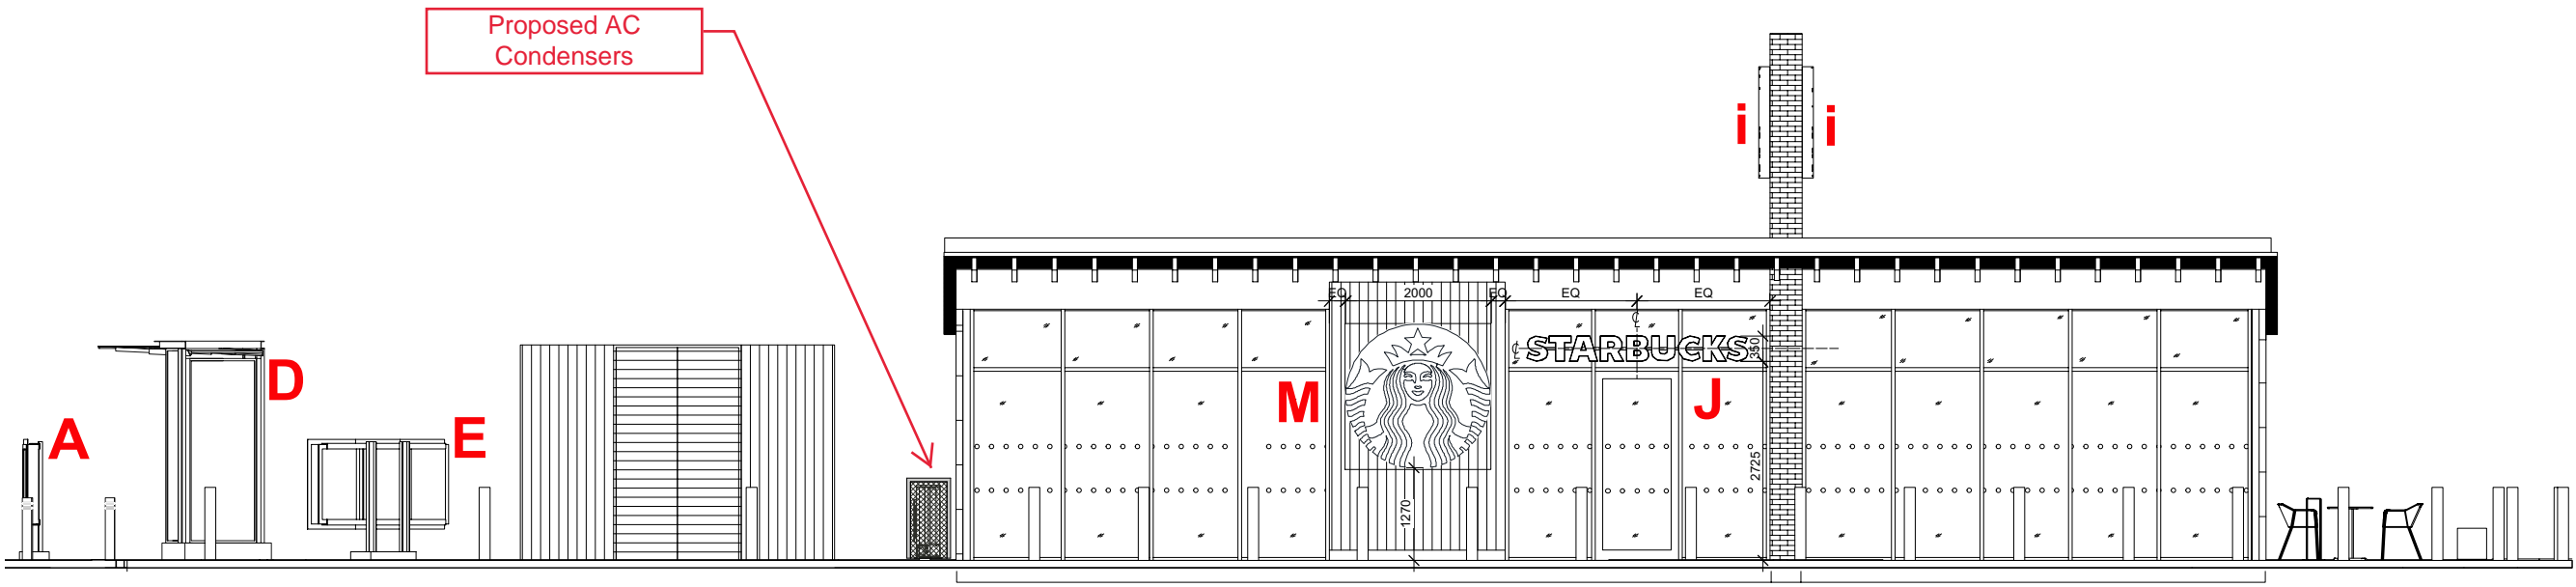 Proposed AC
Condensers
i
i
EQ
2000
EQ
EQ
EQ
℄
℄
STARBUCKS
350
D
M
J
A
E
2725
1270